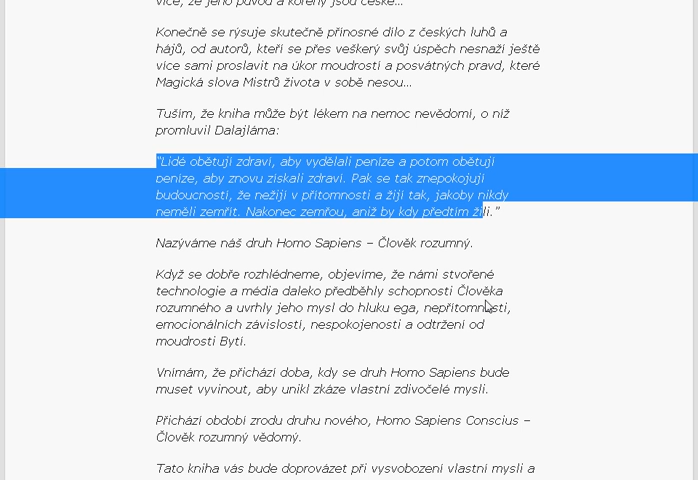 více, že jeho původ a kořeny jsou české...
Konečně se rýsuje skutečně přínosné dílo z českých luhů a
hájů, od autorů, kteří se přes veškerý svůj úspěch nesnaží ještě
více sami proslavit na úkor moudrostí a posvátných pravd, které
Magická slova Mistrů života v sobě nesou...
Tuším, že kniha může být lékem na nemoc nevědomí, o níž
promluvil Dalajláma:
"Lidé obětují zdraví, aby vydělali peníze a potom obětují
peníze, aby znovu získali zdraví. Pak se tak znepokojují
budoucností, že nežijí v přítomnosti a žijí tak, jakoby nikdy
neměli zemřít. Nakonec zemřou, aniž by kdy předtím žili."
Nazýváme náš druh Homo Sapiens – Člověk rozumný.
Když se dobře rozhlédneme, objevíme, že námi stvořené
technologie a média daleko předběhly schopnosti Člověka
rozumného a uvrhly jeho mysl do hluku ega, nepřítomnosti,
emocionálních závislostí, nespokojenosti a odtržení od
moudrosti Bytí.
Vnímám, že přichází doba, kdy se druh Homo Sapiens bude
muset vyvinout, aby unikl zkáze vlastní zdivočelé mysli.
Přichází období zrodu druhu nového, Homo Sapiens Conscius –
Člověk rozumný vědomý.
Tato kniha vás bude doprovázet při vysvobození vlastní mysli a